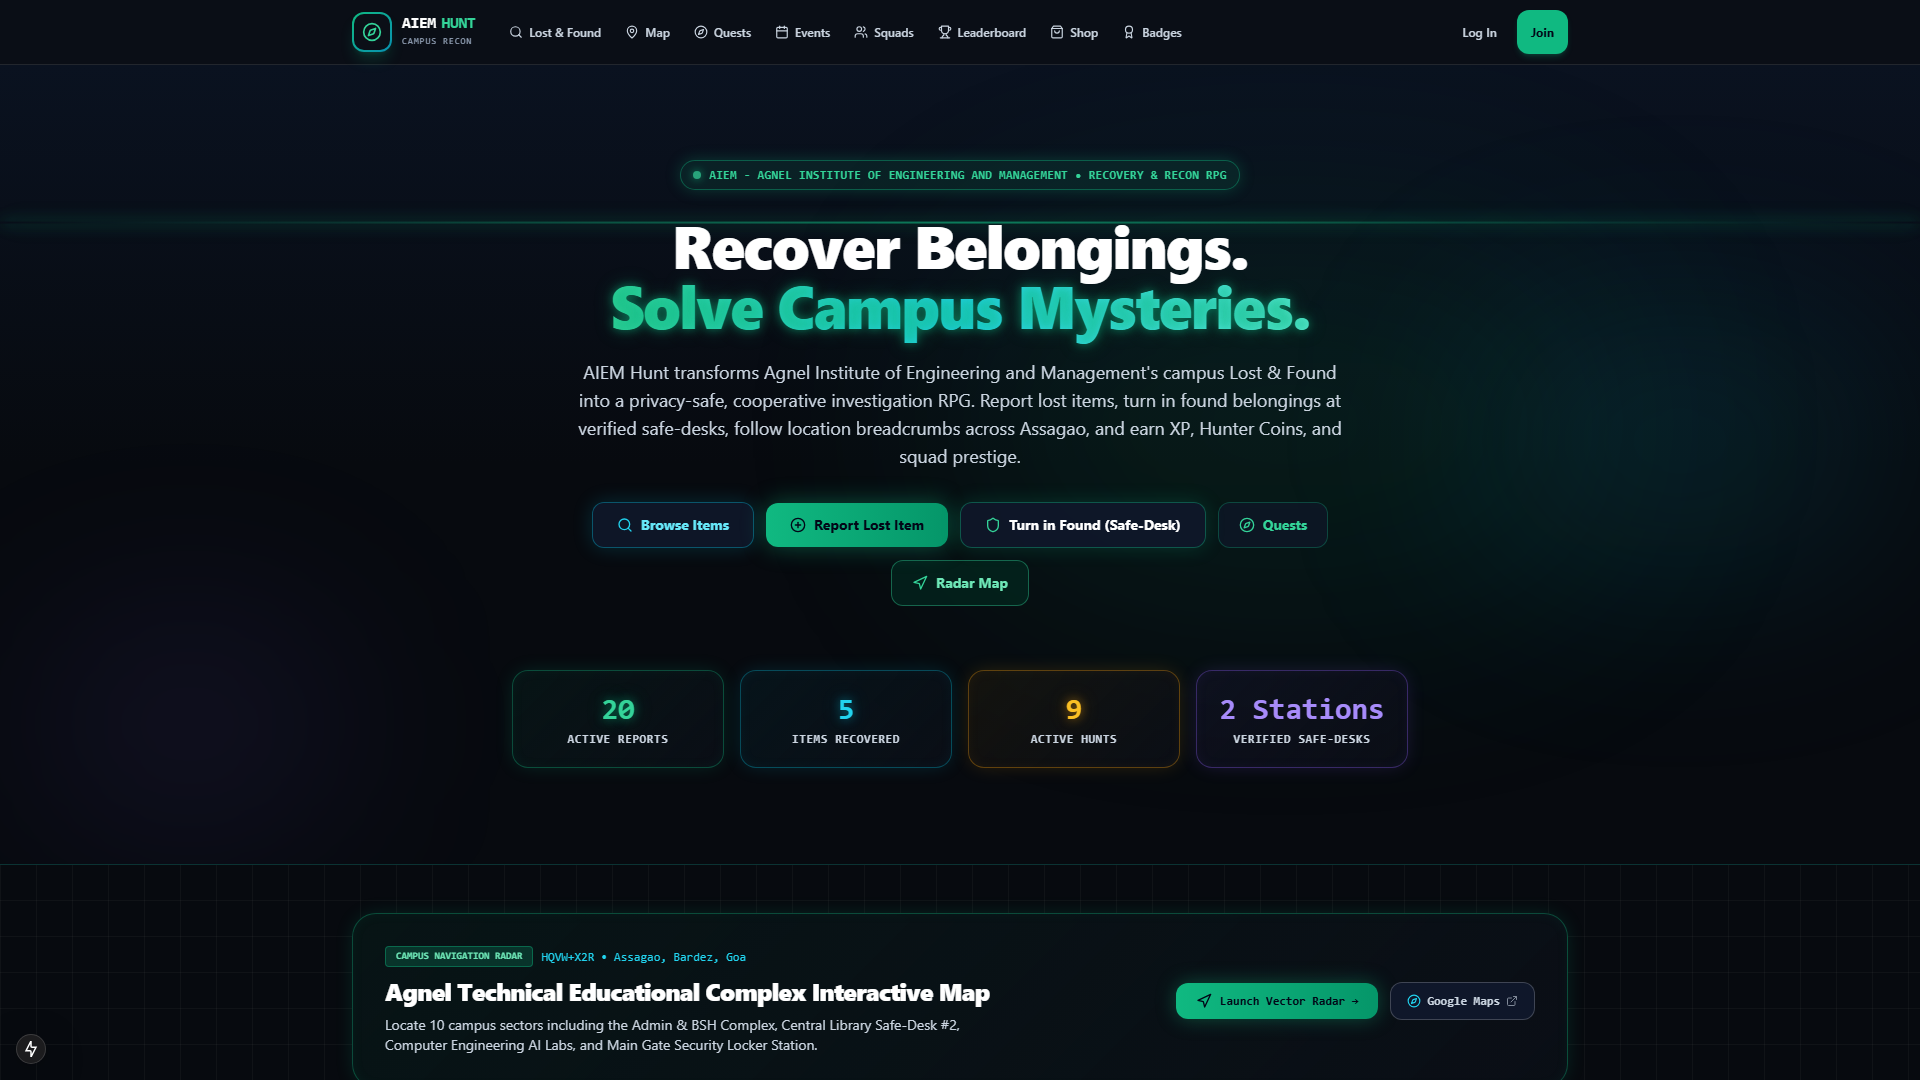 AIEM HUNT
CAMPUS RECON
Lost & Found
Map
Quests
Events
Squads
Leaderboard
Shop
Badges
Log In
Join
AIEM - AGNEL INSTITUTE OF ENGINEERING AND MANAGEMENT • RECOVERY & RECON RPG
Recover Belongings.
Solve Campus Mysteries.
AIEM Hunt transforms Agnel Institute of Engineering and Management's campus Lost & Found
into a privacy-safe, cooperative investigation RPG. Report lost items, turn in found belongings at
verified safe-desks, follow location breadcrumbs across Assagao, and earn XP, Hunter Coins, and
squad prestige.
Browse Items
Report Lost Item
Turn in Found (Safe-Desk)
Quests
Radar Map
20
ACTIVE REPORTS
5
ITEMS RECOVERED
9
ACTIVE HUNTS
2 Stations
VERIFIED SAFE-DESKS
CAMPUS NAVIGATION RADAR
HQVW+X2R • Assagao, Bardez, Goa
Agnel Technical Educational Complex Interactive Map
Locate 10 campus sectors including the Admin & BSH Complex, Central Library Safe-Desk #2,
Computer Engineering AI Labs, and Main Gate Security Locker Station.
Launch Vector Radar →
Google Maps